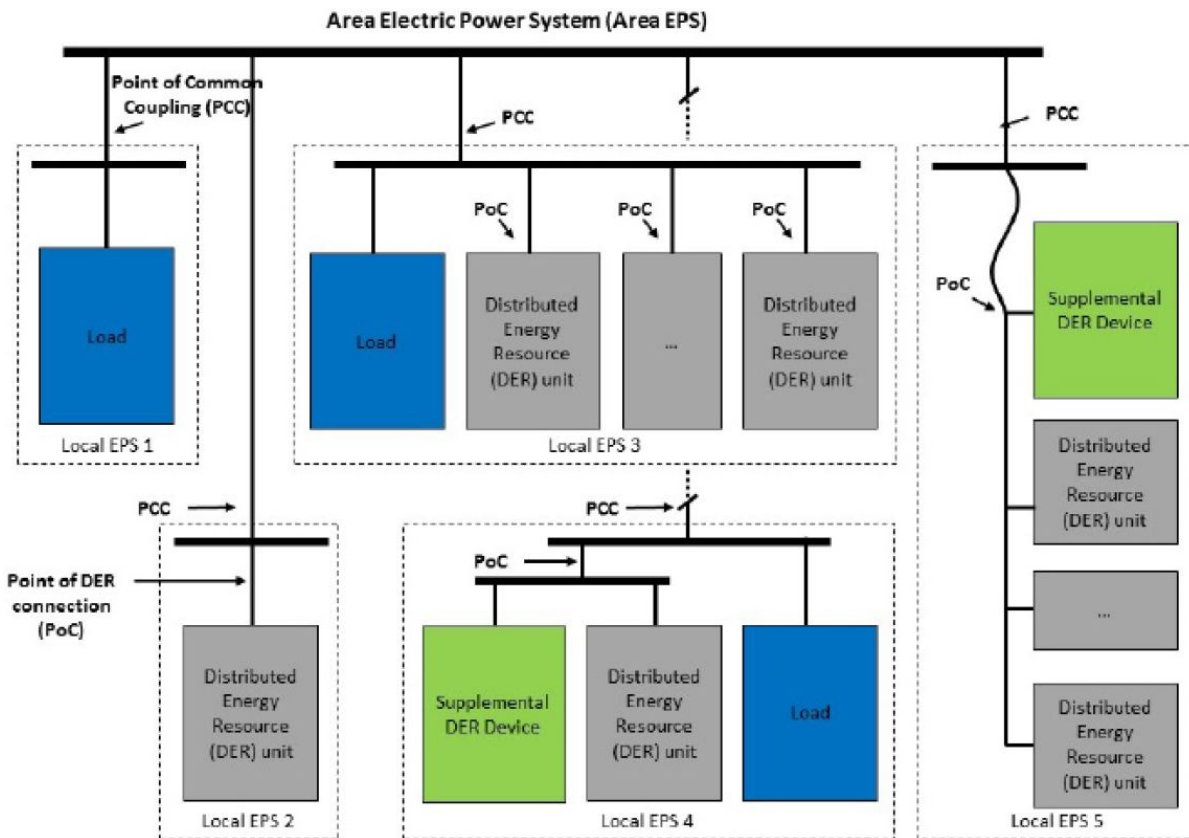 Area Electric Power System (Area EPS)
Point of Common
Coupling (PCC)
PCC
PCC
PoC
PoC
PoC
Load
Load
Distributed
Energy
Resource
(DER) unit
...
Distributed
Energy
Resource
(DER) unit
Local EPS 1
Local EPS 3
PoC
Supplemental
DER Device
Distributed
Energy
Resource
(DER) unit
...
Distributed
Energy
Resource
(DER) unit
Local EPS 5
PCC
Point of DER
connection
(PoC)
Distributed
Energy
Resource
(DER) unit
Local EPS 2
PCC
PoC
Supplemental
DER Device
Distributed
Energy
Resource
(DER) unit
Load
Local EPS 4